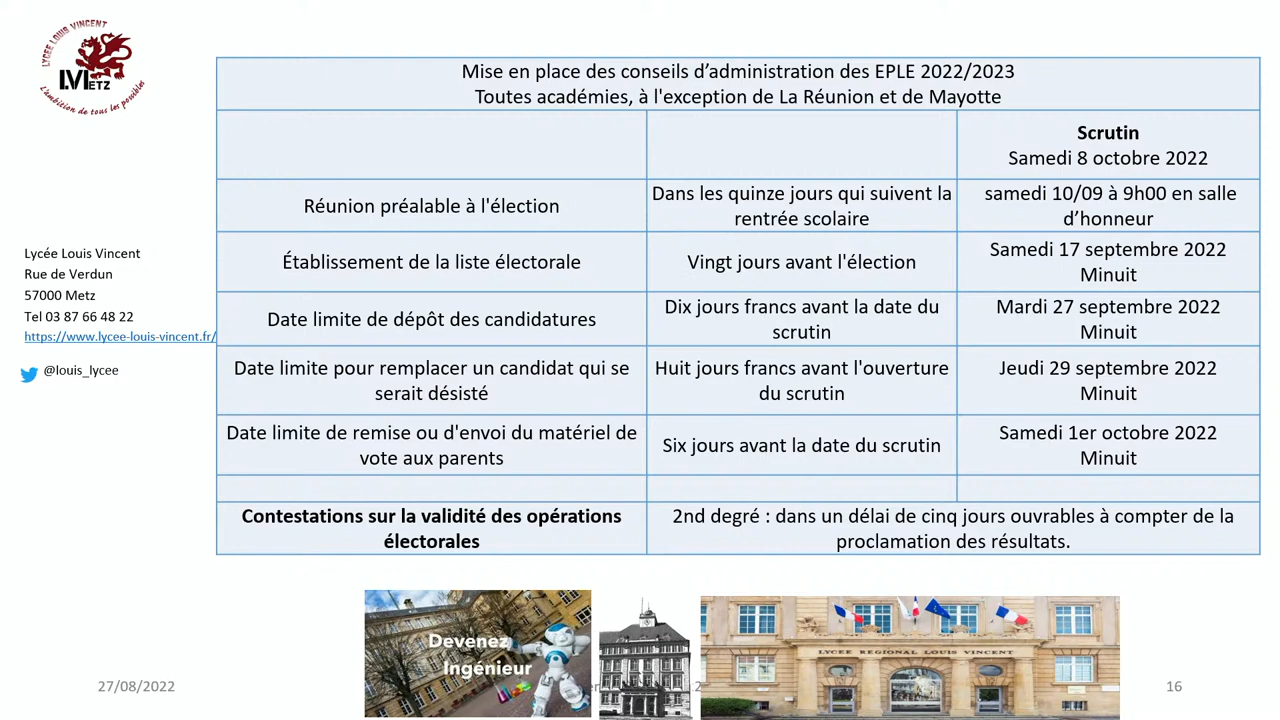 LYCEE LOUIS VINCENT
LVI METZ
L'ambition de tous les possibles
Mise en place des conseils d’administration des EPLE 2022/2023
Toutes académies, à l'exception de La Réunion et de Mayotte
Scrutin
Samedi 8 octobre 2022
Réunion préalable à l'élection
Dans les quinze jours qui suivent la
rentrée scolaire
samedi 10/09 à 9h00 en salle
d’honneur
Établissement de la liste électorale
Vingt jours avant l'élection
Samedi 17 septembre 2022
Minuit
Date limite de dépôt des candidatures
Dix jours francs avant la date du
scrutin
Mardi 27 septembre 2022
Minuit
Date limite pour remplacer un candidat qui se
serait désisté
Huit jours francs avant l'ouverture
du scrutin
Jeudi 29 septembre 2022
Minuit
Date limite de remise ou d'envoi du matériel de
vote aux parents
Six jours avant la date du scrutin
Samedi 1er octobre 2022
Minuit
Contestations sur la validité des opérations
électorales
2nd degré : dans un délai de cinq jours ouvrables à compter de la
proclamation des résultats.
Lycée Louis Vincent
Rue de Verdun
57000 Metz
Tel 03 87 66 48 22
https://www.lycee-louis-vincent.fr/
@louis_lycee
Devenez
Ingénieur
LYCEE REGIONAL LOUIS VINCENT
27/08/2022
16